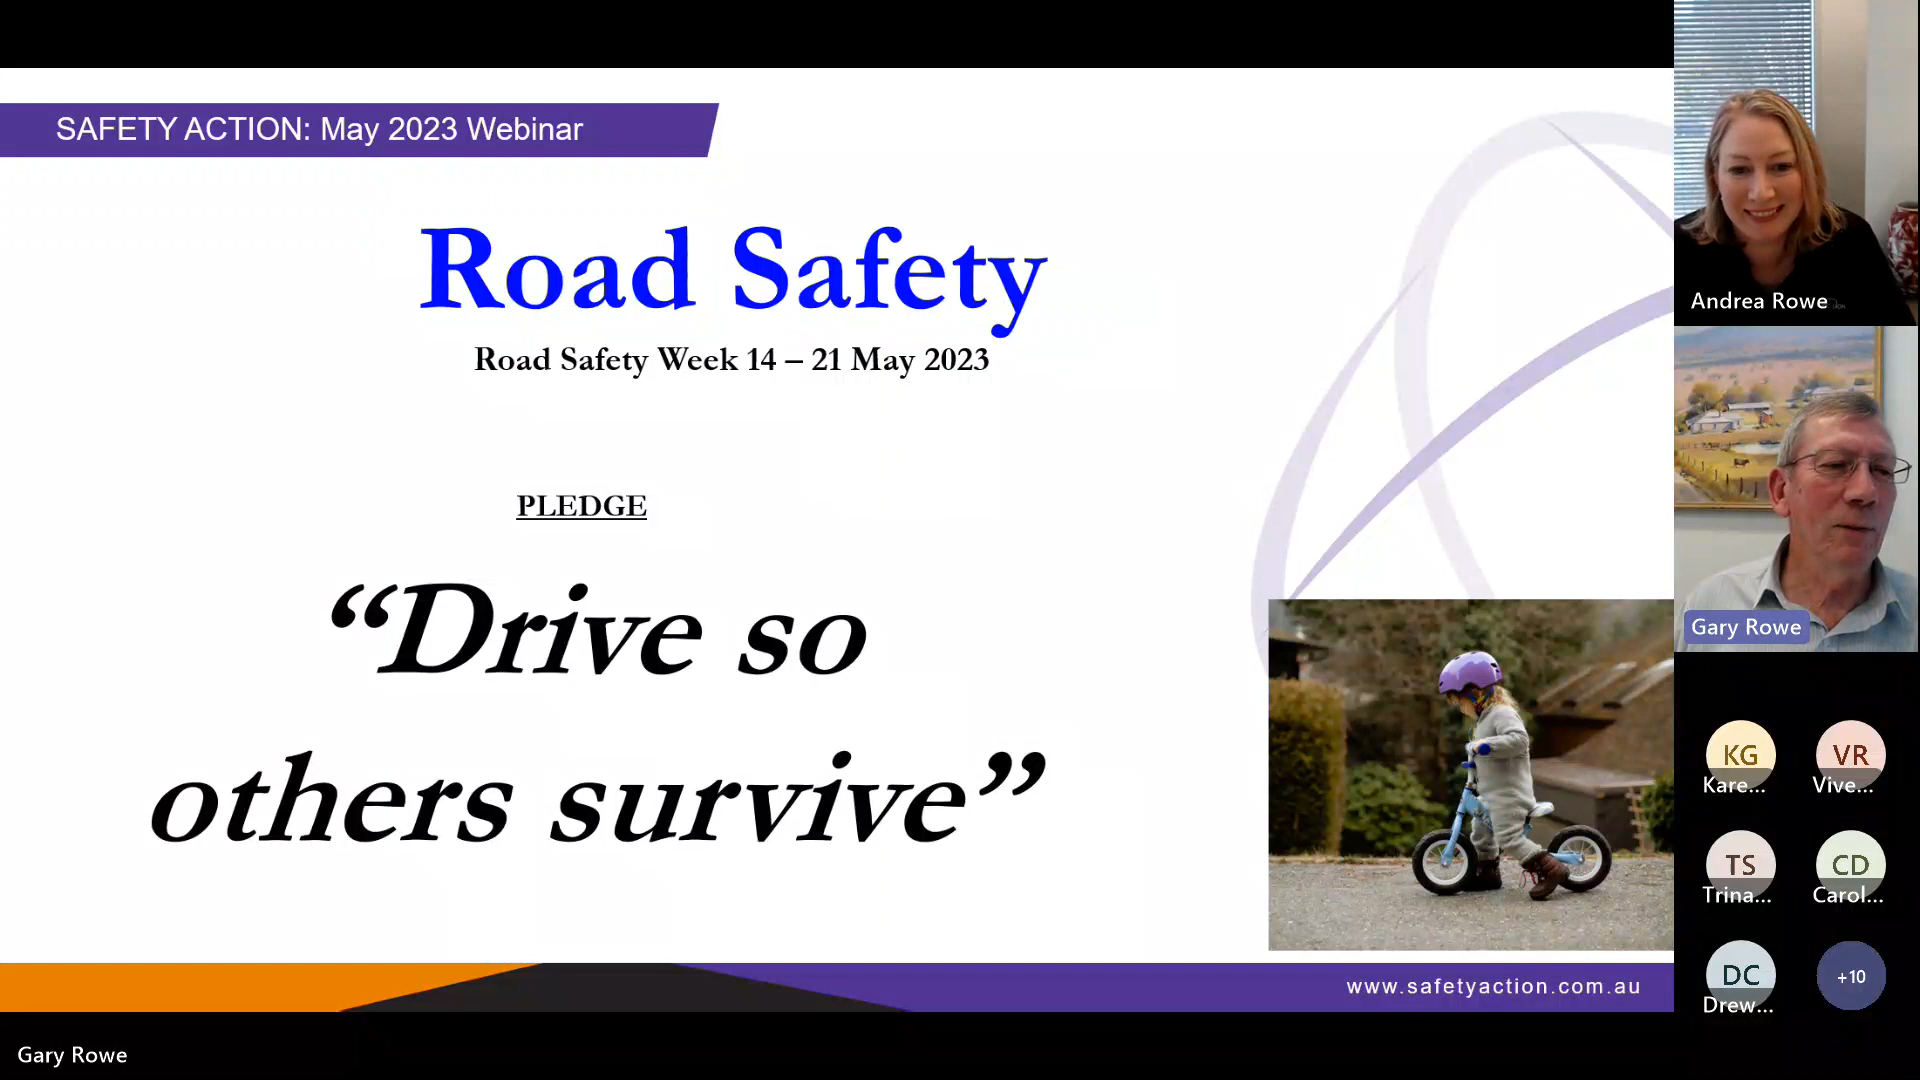 SAFETY ACTION: May 2023 Webinar
Road Safety
Road Safety Week 14 – 21 May 2023
PLEDGE
“Drive so
others survive”
www.safetyaction.com.au
Gary Rowe
Andrea Rowe
Gary Rowe
KG
Kare...
VR
Vive...
TS
Trina...
CD
Carol...
DC
Drew...
+10